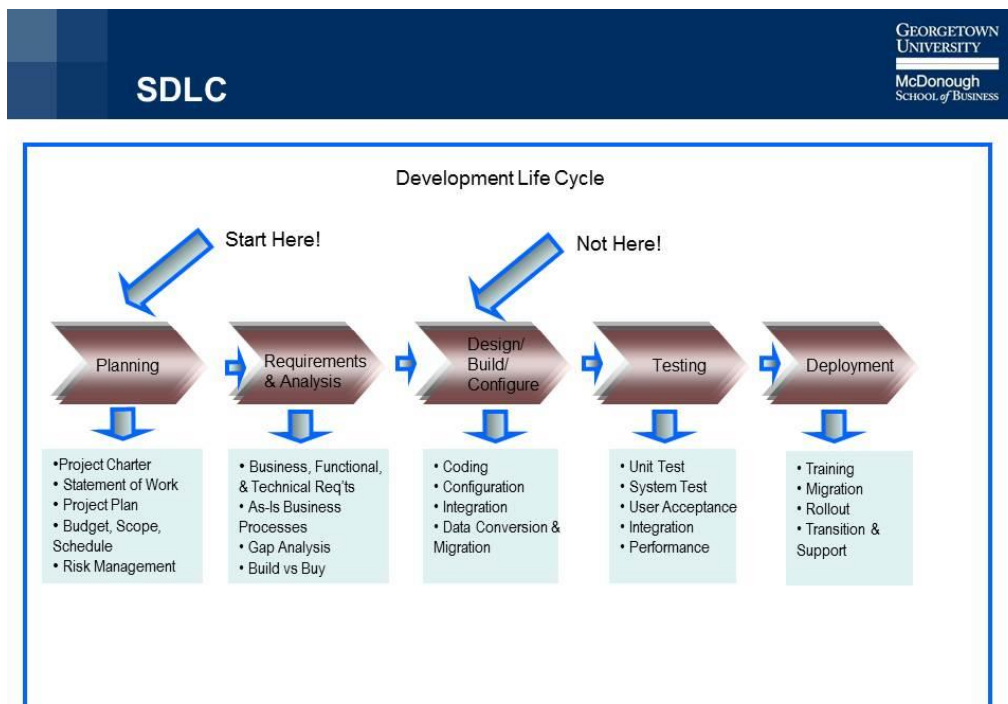 GEORGETOWN
UNIVERSITY
McDonough
SCHOOL of BUSINESS
SDLC
Development Life Cycle
Start Here!
Not Here!
Planning
Requirements
& Analysis
Design/
Build/
Configure
Testing
Deployment
•Project Charter
• Statement of Work
• Project Plan
• Budget, Scope,
Schedule
• Risk Management
• Business, Functional,
& Technical Req'ts
• As-Is Business
Processes
• Gap Analysis
• Build vs Buy
• Coding
• Configuration
• Integration
• Data Conversion &
Migration
• Unit Test
• System Test
• User Acceptance
• Integration
• Performance
• Training
• Migration
• Rollout
• Transition &
Support